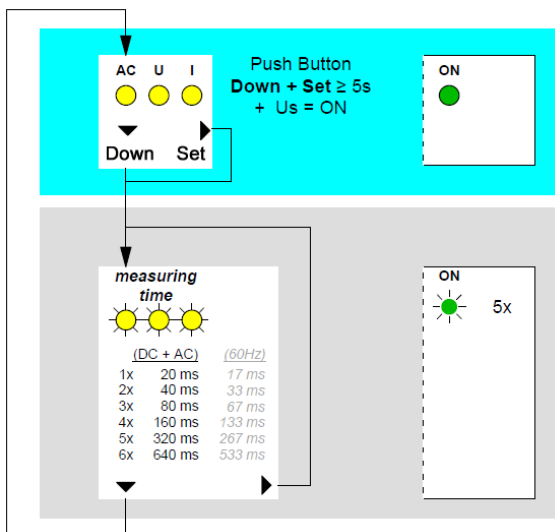 AC U I
Push Button
Down + Set ≥ 5s
+ Us = ON
ON
Down Set
measuring
time
ON
5x
(DC + AC) (60Hz)
1x 20 ms 17 ms
2x 40 ms 33 ms
3x 80 ms 67 ms
4x 160 ms 133 ms
5x 320 ms 267 ms
6x 640 ms 533 ms